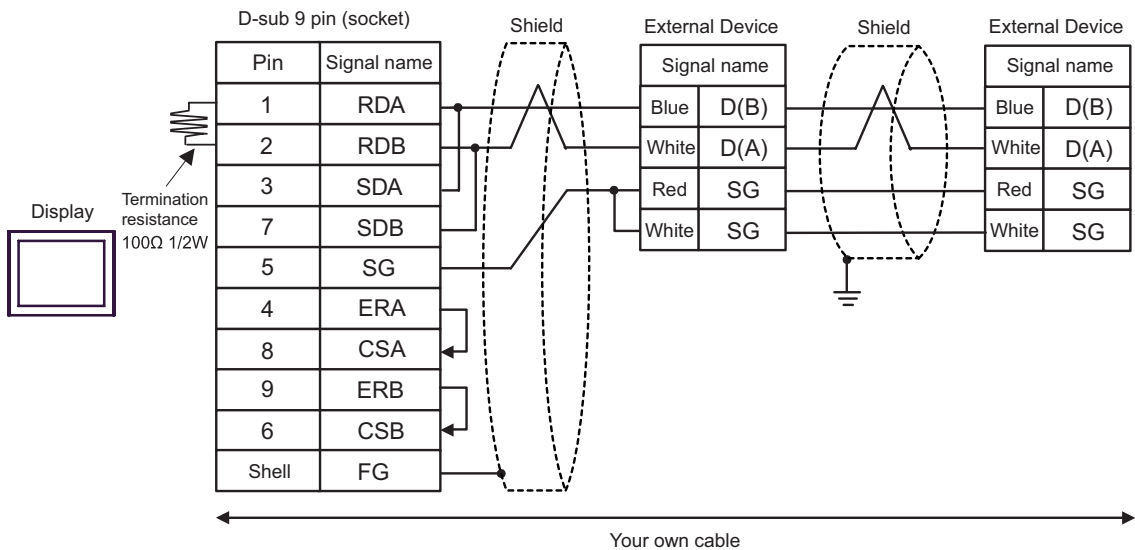 D-sub 9 pin (socket)
Shield
External Device
Shield
External Device
Pin Signal name
Signal name
Signal name
1 RDA
2 RDB
3 SDA
7 SDB
5 SG
4 ERA
8 CSA
9 ERB
6 CSB
Shell FG
Blue D(B)
White D(A)
Red SG
White SG
Blue D(B)
White D(A)
Red SG
White SG
Termination
resistance
100Ω 1/2W
Display
Your own cable